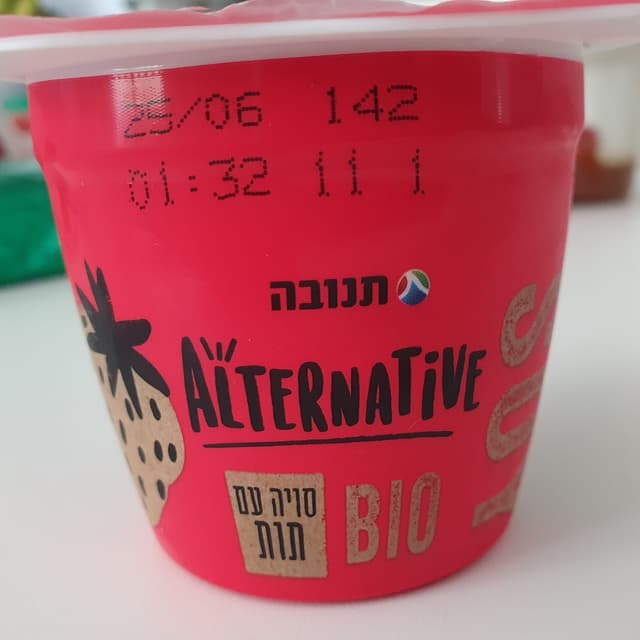 25/06 142
01:32 11 1
תנובה
ALTERNATIVE
סויה עם
תות
BIO